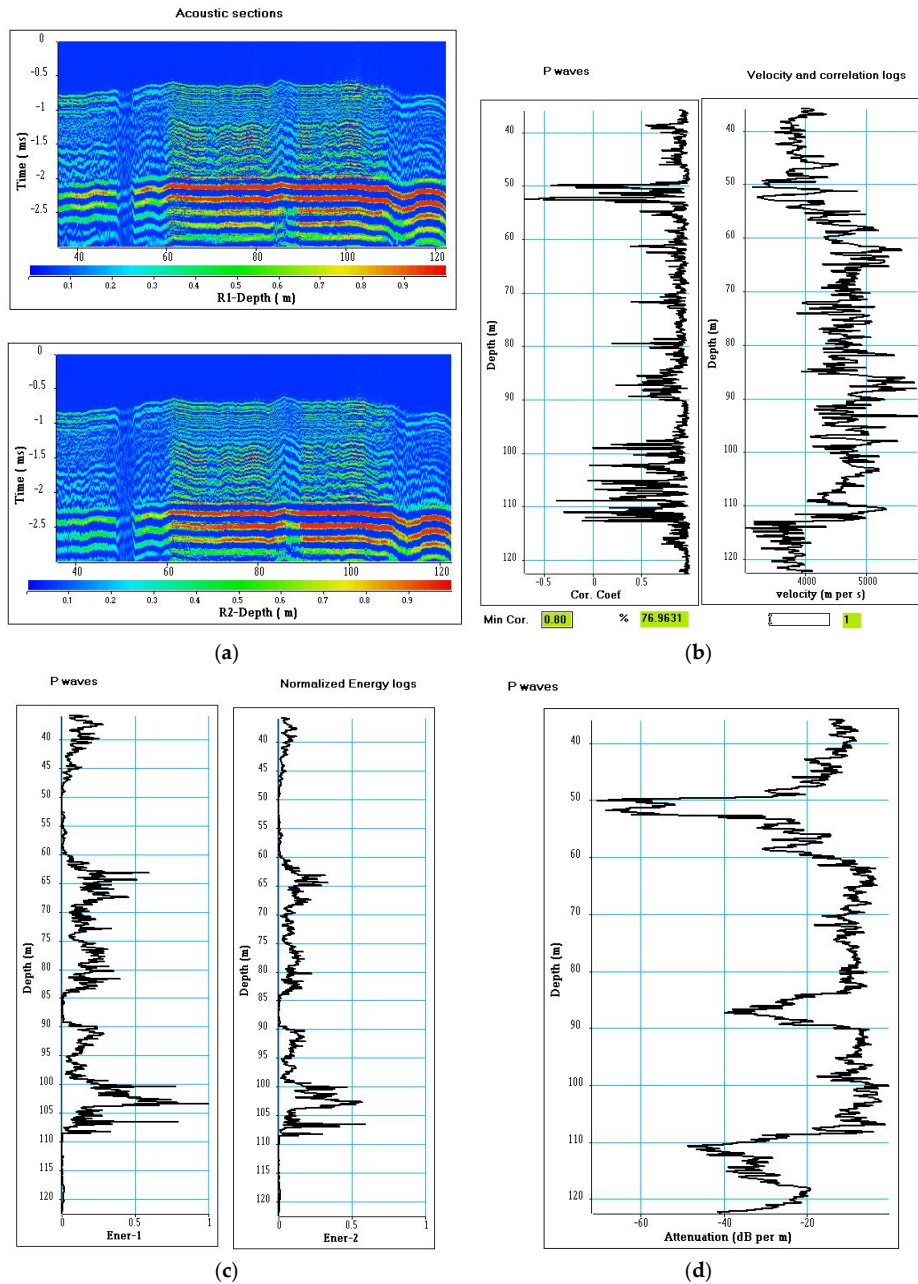 Acoustic sections
0
-0.5
-1
-1.5
-2
-2.5
Time ( ms)
40 60 80 100 120
0.1 0.2 0.3 0.4 0.5 0.6 0.7 0.8 0.9
R1-Depth ( m)
0
-0.5
-1
-1.5
-2
-2.5
Time ( ms)
40 60 80 100 120
0.1 0.2 0.3 0.4 0.5 0.6 0.7 0.8 0.9
R2-Depth ( m)
(a)
P waves
Velocity and correlation logs
40
50
60
70
80
90
100
110
120
Depth (m)
-0.5 0 0.5
Cor. Coef
40
50
60
70
80
90
100
110
120
Depth (m)
4000 5000
velocity (m per s)
Min Cor. 0.80 % 76.9631 1
(b)
P waves
Normalized Energy logs
40
45
50
55
60
65
70
75
80
85
90
95
100
105
110
115
120
Depth (m)
0 0.5 1
Ener-1
40
45
50
55
60
65
70
75
80
85
90
95
100
105
110
115
120
Depth (m)
0 0.5 1
Ener-2
(c)
P waves
40
50
60
70
80
90
100
110
120
Depth (m)
-60 -40 -20
Attenuation (dB per m)
(d)